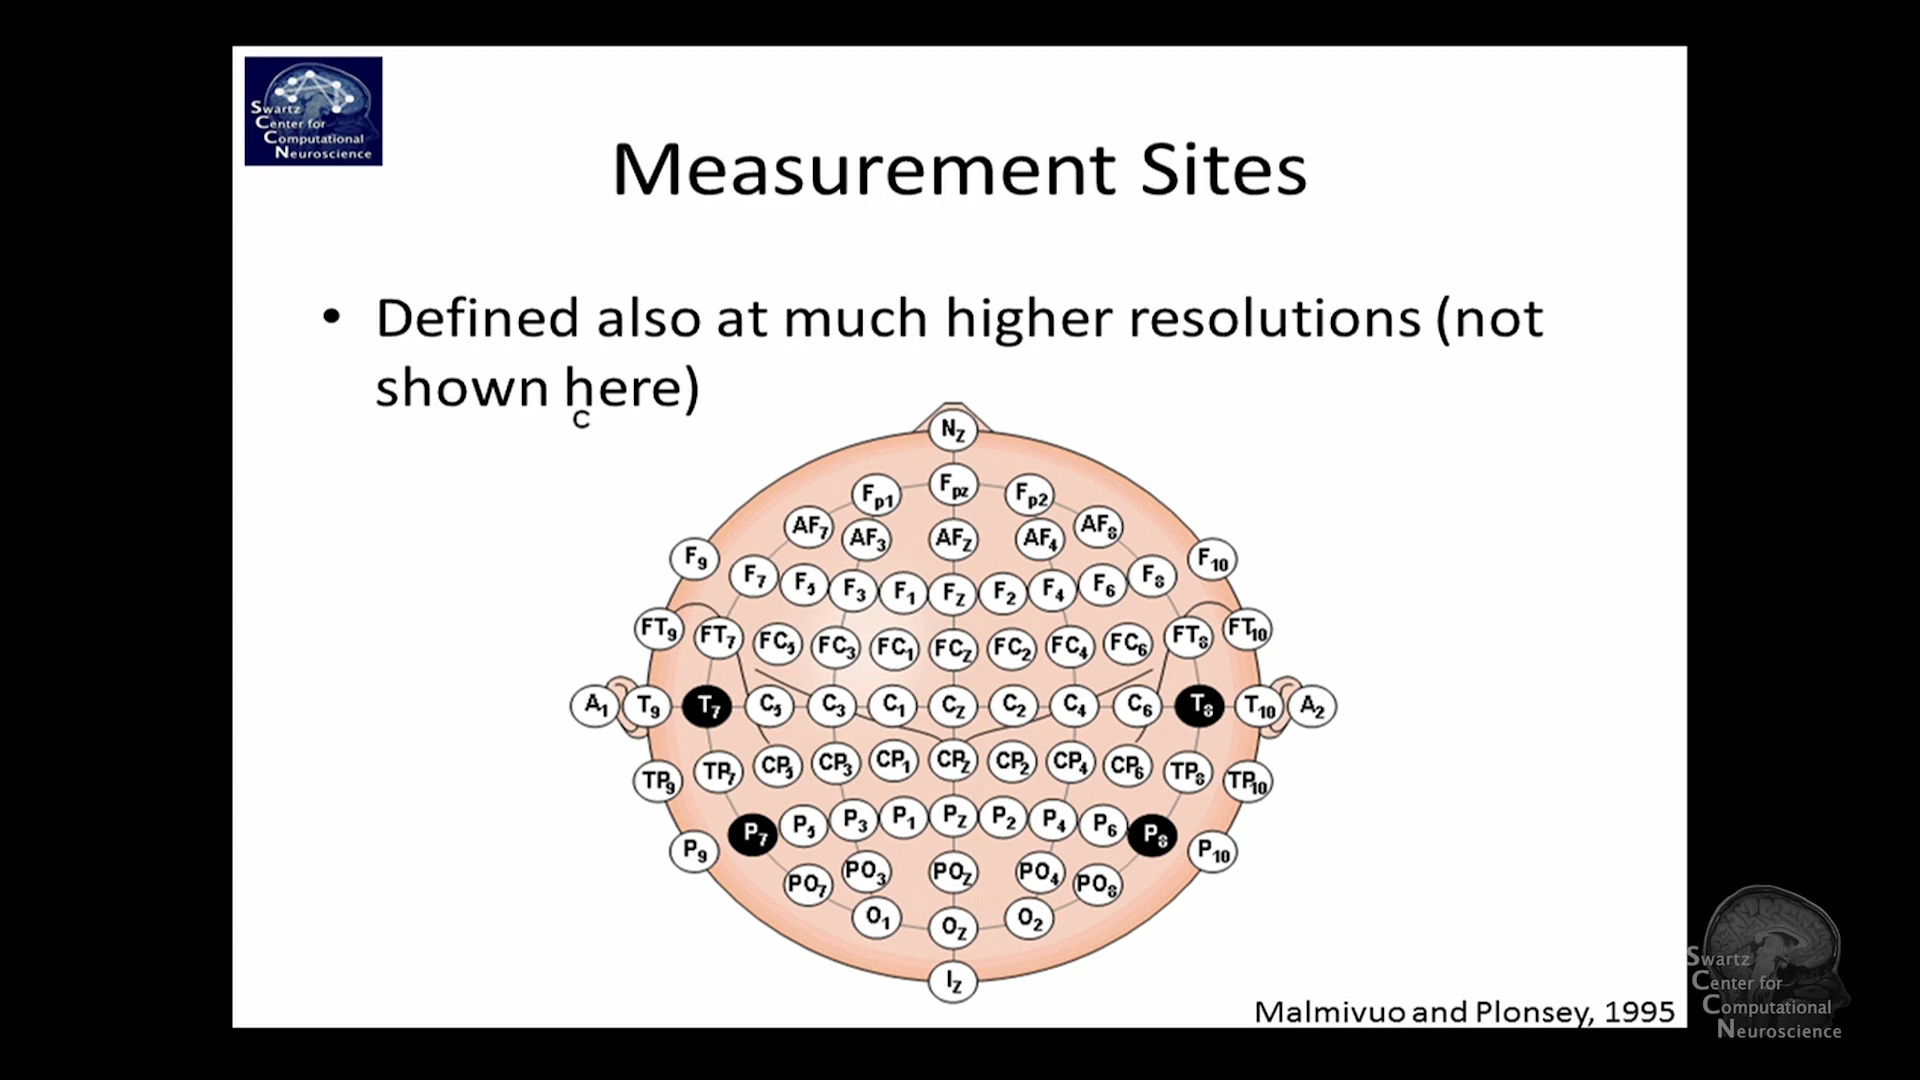 Swartz
Center for
Computational
Neuroscience
Measurement Sites
• Defined also at much higher resolutions (not
shown here)
C
Nz
Fp1 Fpz Fp2
AF7 AF3 AFz AF4 AF8
F9 F7 F5 F3 F1 Fz F2 F4 F6 F8 F10
FT9 FT7 FC5 FC3 FC1 FCz FC2 FC4 FC6 FT8 FT10
A1 T9 T7 C5 C3 C1 Cz C2 C4 C6 T8 T10 A2
TP9 TP7 CP5 CP3 CP1 CPz CP2 CP4 CP6 TP8 TP10
P9 P7 P5 P3 P1 Pz P2 P4 P6 P8 P10
PO7 PO3 POz PO4 PO8
O1 Oz O2
Iz
Malmivuo and Plonsey, 1995
Swartz
Center for
Computational
Neuroscience